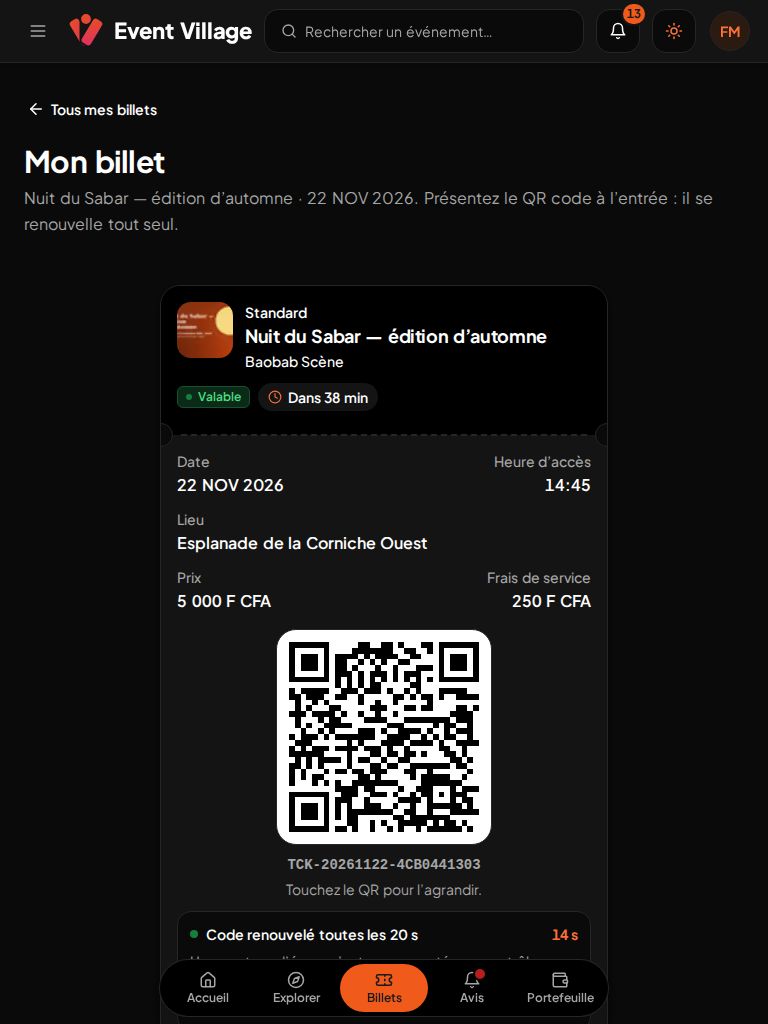 Event Village
Rechercher un événement…
13
FM
Tous mes billets
Mon billet
Nuit du Sabar — édition d’automne · 22 NOV 2026. Présentez le QR code à l’entrée : il se
renouvelle tout seul.
Standard
Nuit du Sabar — édition d’automne
Baobab Scène
Valable
Dans 38 min
Date
Heure d’accès
22 NOV 2026
14:45
Lieu
Esplanade de la Corniche Ouest
Prix
Frais de service
5 000 F CFA
250 F CFA
TCK-20261122-4CB0441303
Touchez le QR pour l’agrandir.
Code renouvelé toutes les 20 s
14 s
Accueil
Explorer
Billets
Avis
Portefeuille